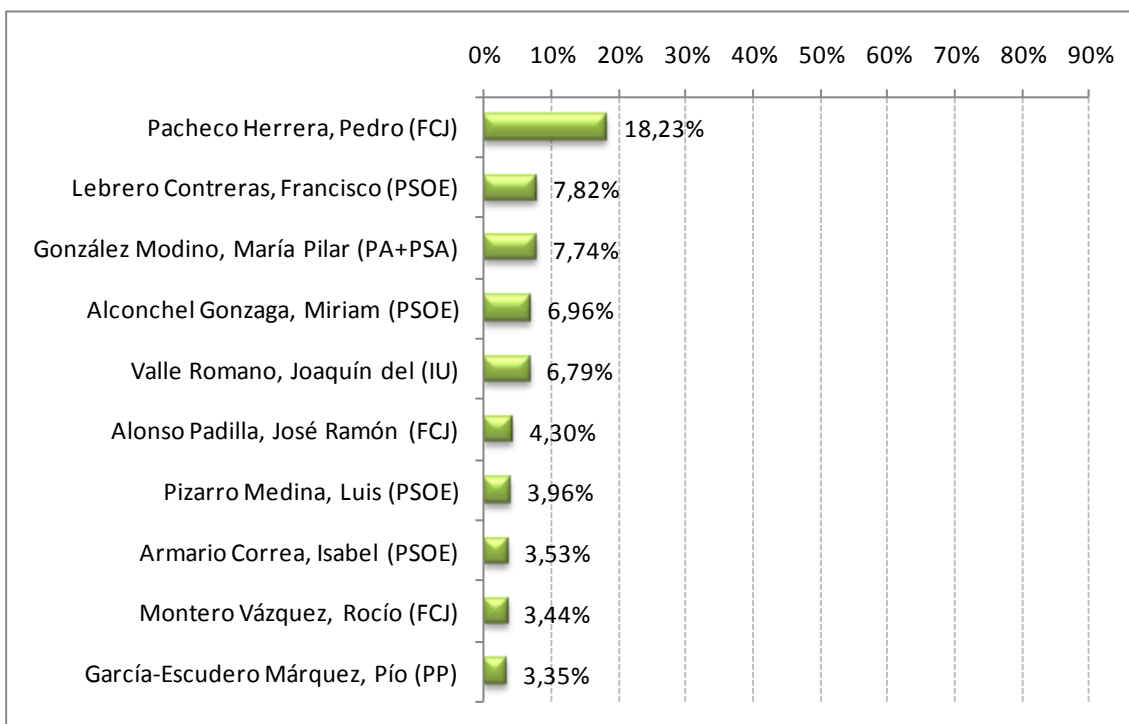 0% 10% 20% 30% 40% 50% 60% 70% 80% 90%
Pacheco Herrera, Pedro (FCJ) 18,23%
Lebrero Contreras, Francisco (PSOE) 7,82%
González Modino, María Pilar (PA+PSA) 7,74%
Alconchel Gonzaga, Miriam (PSOE) 6,96%
Valle Romano, Joaquín del (IU) 6,79%
Alonso Padilla, José Ramón (FCJ) 4,30%
Pizarro Medina, Luis (PSOE) 3,96%
Armario Correa, Isabel (PSOE) 3,53%
Montero Vázquez, Rocío (FCJ) 3,44%
García-Escudero Márquez, Pío (PP) 3,35%